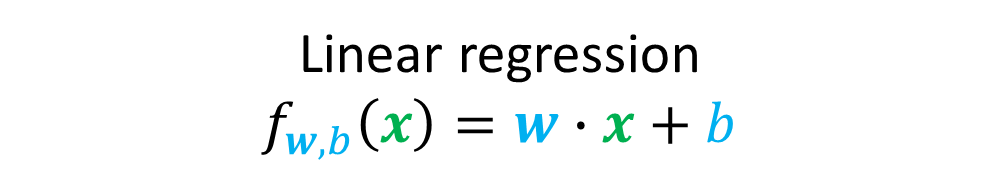 Linear regression
f_{w,b}(x) = w · x + b